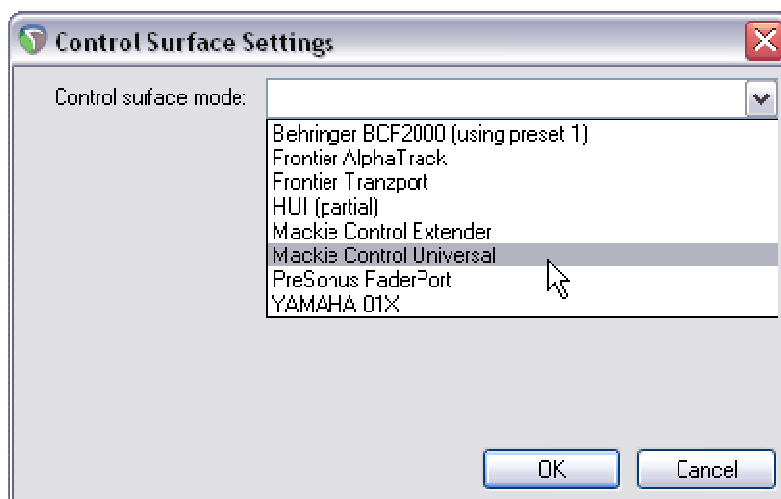 Control Surface Settings
Control surface mode:
Behringer BCF2000 (using preset 1)
Frontier AlphaTrack
Frontier Tranzport
HUI (partial)
Mackie Control Extender
Mackie Control Universal
PreSonus FaderPort
YAMAHA 01X
OK Cancel